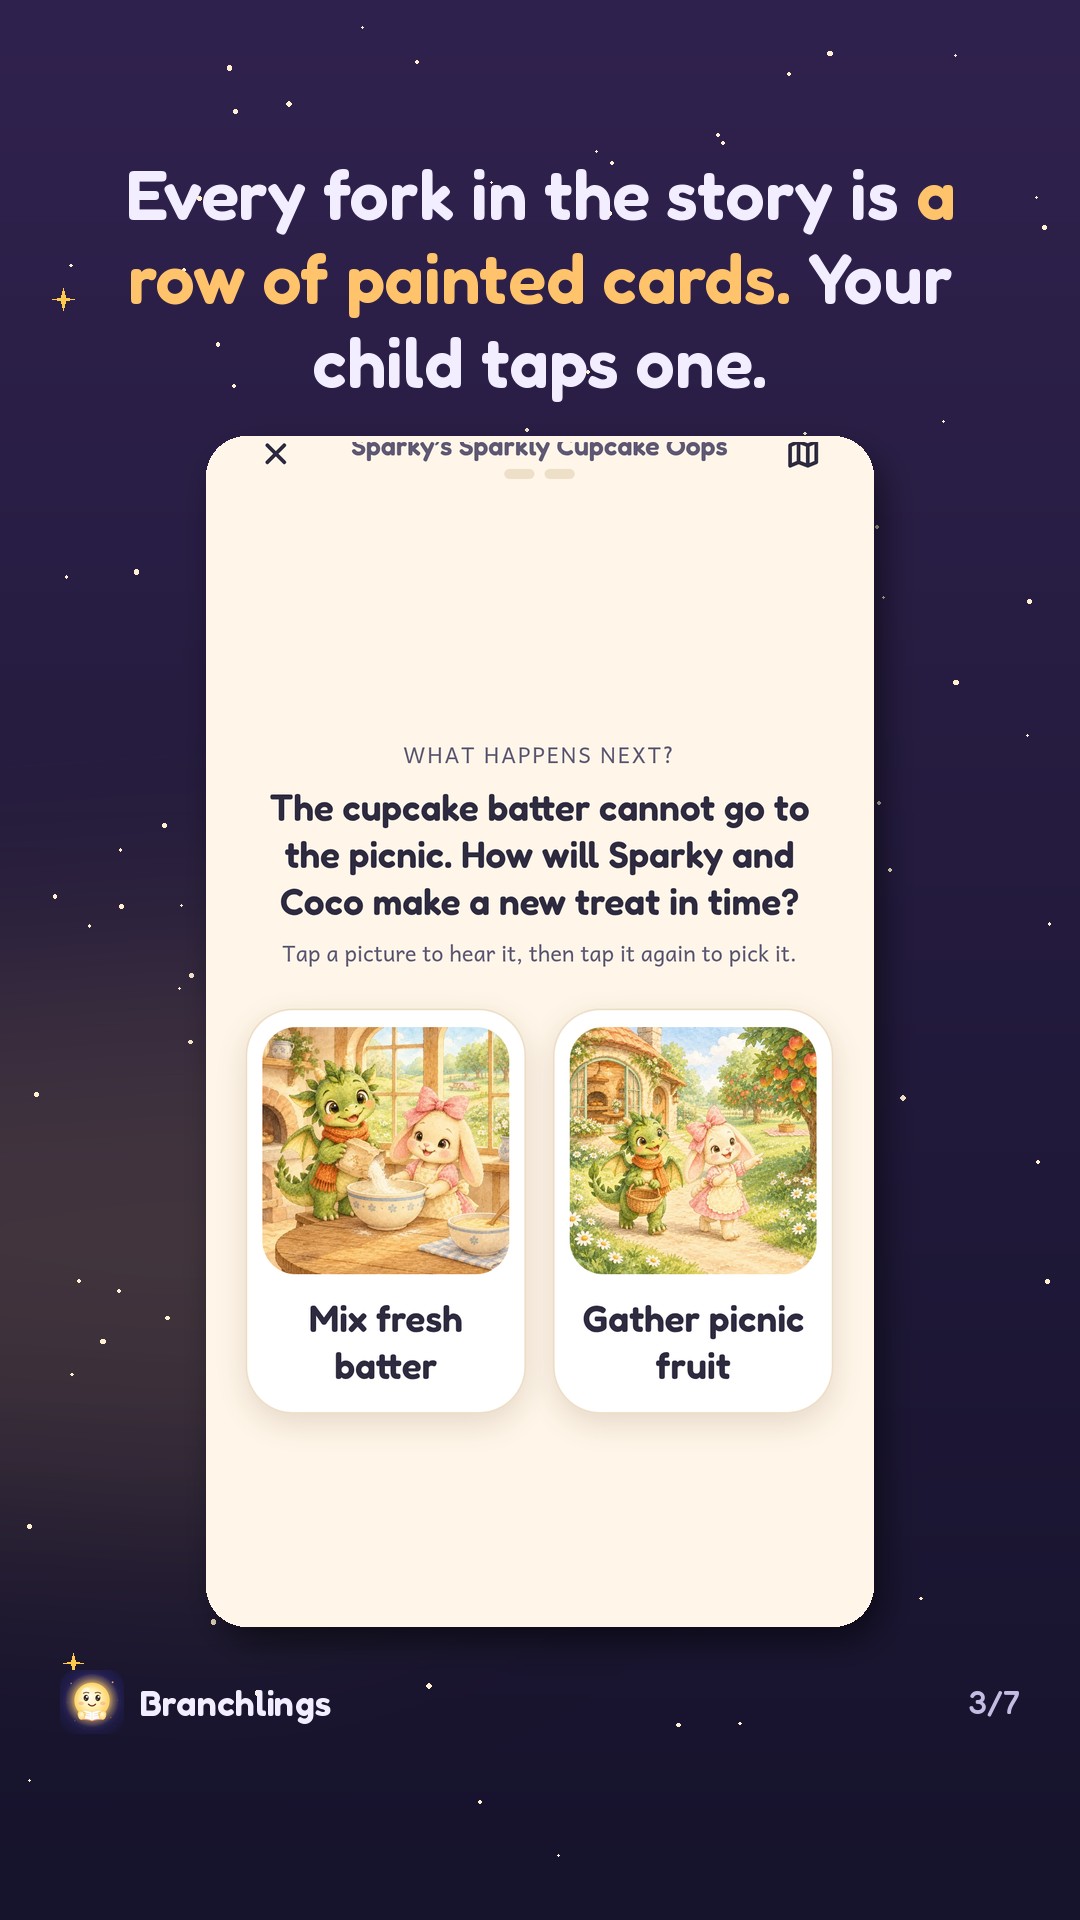 Every fork in the story is a
row of painted cards. Your
child taps one.
Sparky's Sparkly Cupcake Oops
WHAT HAPPENS NEXT?
The cupcake batter cannot go to
the picnic. How will Sparky and
Coco make a new treat in time?
Tap a picture to hear it, then tap it again to pick it.
Mix fresh
batter
Gather picnic
fruit
Branchlings
3/7